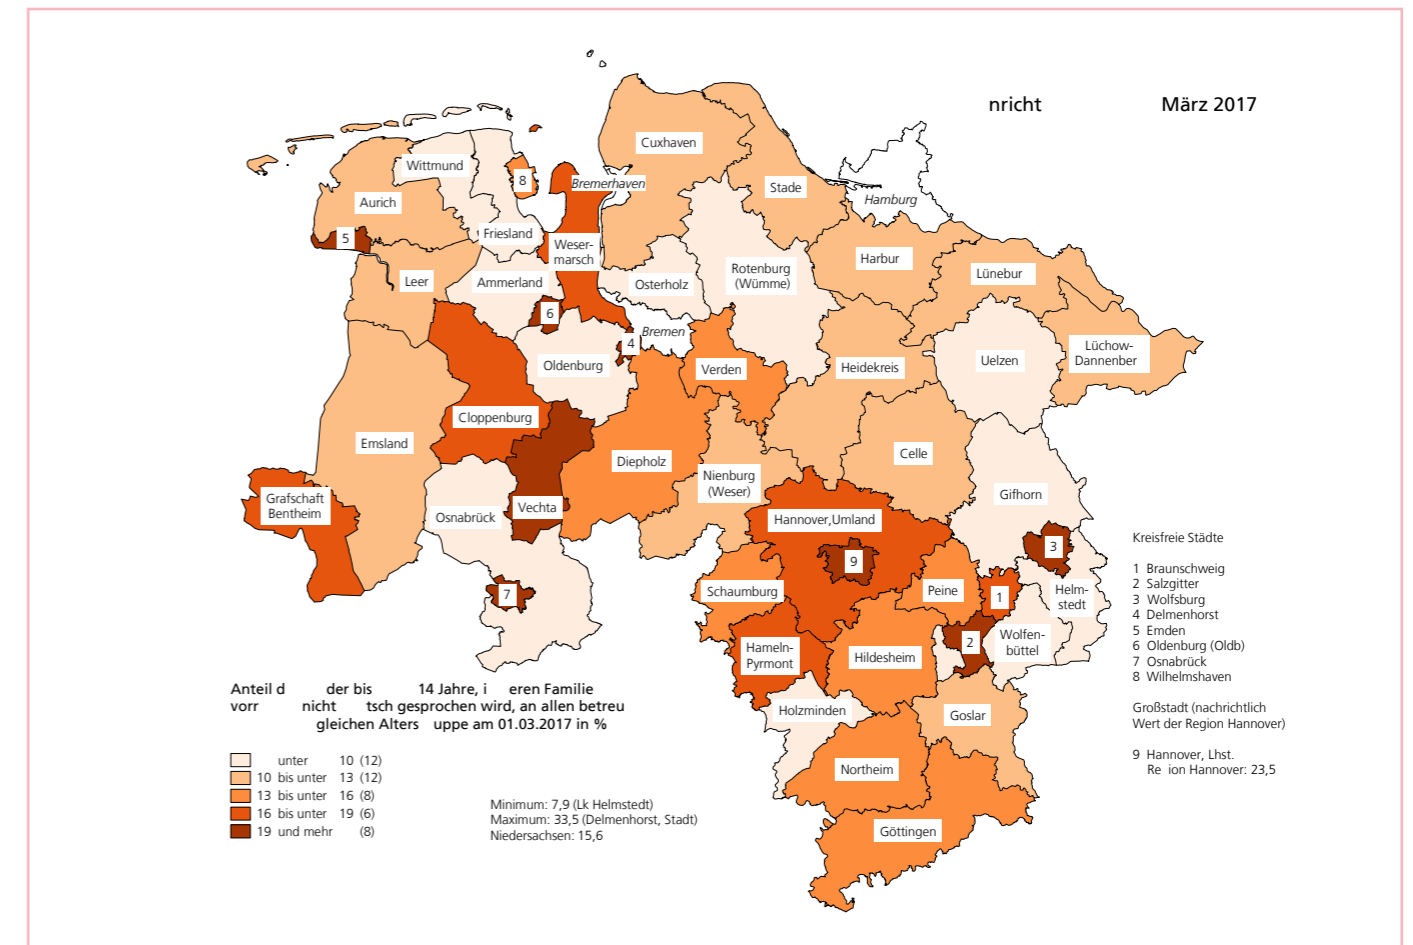 nricht März 2017
Cuxhaven
Wittmund
8
Bremerhaven
Stade
Aurich
Hamburg
5
Friesland
Weser-
marsch
Harbur
Lünebur
Leer
Ammerland
Osterholz
Rotenburg
(Wümme)
6
4
Bremen
Oldenburg
Verden
Heidekreis
Uelzen
Lüchow-
Dannenber
Cloppenburg
Emsland
Diepholz
Celle
Nienburg
(Weser)
Gifhorn
Grafschaft
Bentheim
Osnabrück
Vechta
Hannover,Umland
9
3
7
Schaumburg
Peine
1
Helm-
stedt
2
Wolfen-
büttel
Hameln-
Pyrmont
Hildesheim
Holzminden
Goslar
Northeim
Göttingen
Kreisfreie Städte
1 Braunschweig
2 Salzgitter
3 Wolfsburg
4 Delmenhorst
5 Emden
6 Oldenburg (Oldb)
7 Osnabrück
8 Wilhelmshaven
Großstadt (nachrichtlich
Wert der Region Hannover)
9 Hannover, Lhst.
Re ion Hannover: 23,5
Anteil d der bis 14 Jahre, i eren Familie
vorr nicht tsch gesprochen wird, an allen betreu
gleichen Alters uppe am 01.03.2017 in %
unter 10 (12)
10 bis unter 13 (12)
13 bis unter 16 (8)
16 bis unter 19 (6)
19 und mehr (8)
Minimum: 7,9 (Lk Helmstedt)
Maximum: 33,5 (Delmenhorst, Stadt)
Niedersachsen: 15,6